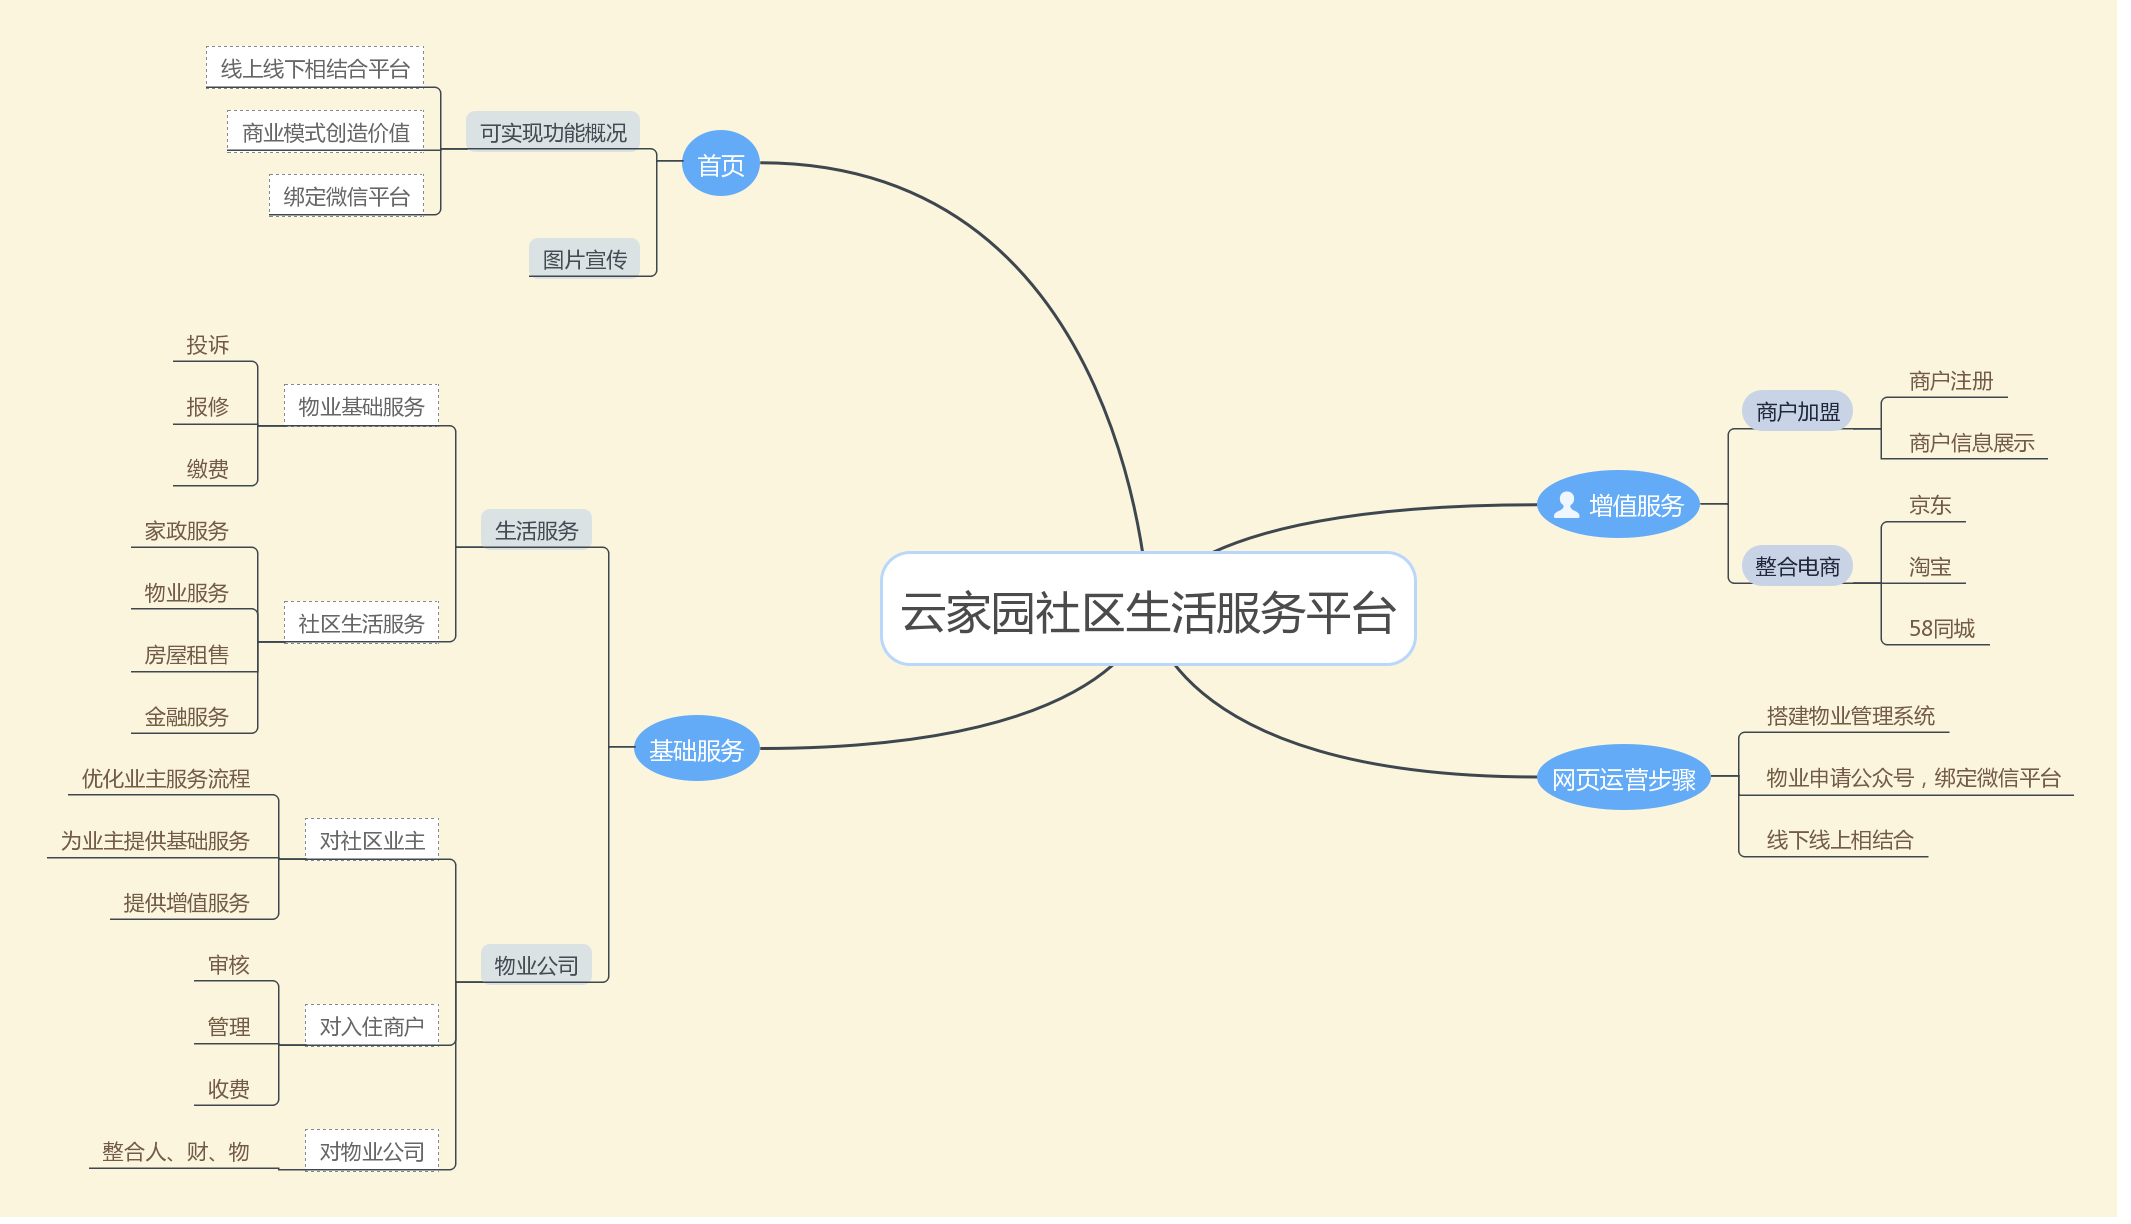 云家园社区生活服务平台
首页
可实现功能概况
线上线下相结合平台
商业模式创造价值
绑定微信平台
图片宣传
基础服务
生活服务
物业基础服务
投诉
报修
缴费
社区生活服务
家政服务
物业服务
房屋租售
金融服务
物业公司
对社区业主
优化业主服务流程
为业主提供基础服务
提供增值服务
对入住商户
审核
管理
收费
对物业公司
整合人、财、物
增值服务
商户加盟
商户注册
商户信息展示
整合电商
京东
淘宝
58同城
网页运营步骤
搭建物业管理系统
物业申请公众号，绑定微信平台
线下线上相结合